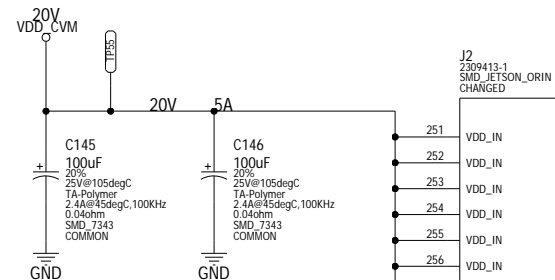 20V
VDD_CVM
TP55
20V 5A
C145
100uF
20%
25V@105degC
TA-Polymer
2.4A@45degC,100KHz
0.04ohm
SMD_7343
COMMON
GND
C146
100uF
20%
25V@105degC
TA-Polymer
2.4A@45degC,100KHz
0.04ohm
SMD_7343
COMMON
GND
J2
2309413-1
SMD_JETSON_ORIN
CHANGED
251 VDD_IN
252 VDD_IN
253 VDD_IN
254 VDD_IN
255 VDD_IN
256 VDD_IN